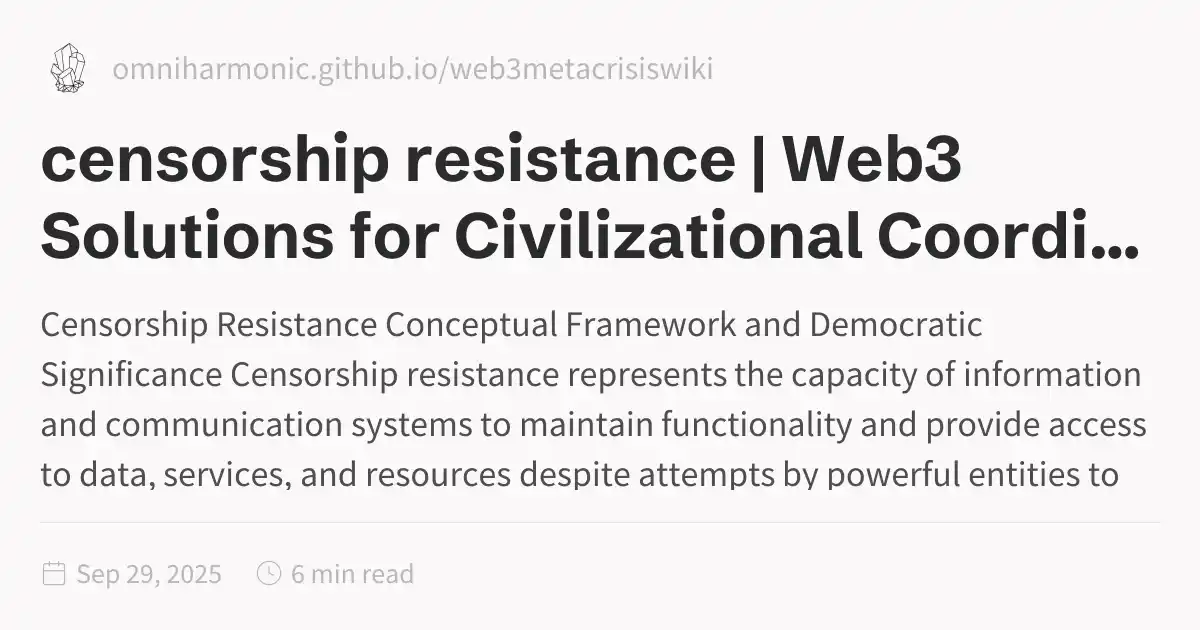 omniharmonic.github.io/web3metacrisiswiki
censorship resistance | Web3
Solutions for Civilizational Coordi...
Censorship Resistance Conceptual Framework and Democratic
Significance Censorship resistance represents the capacity of information
and communication systems to maintain functionality and provide access
to data, services, and resources despite attempts by powerful entities to
Sep 29, 2025 6 min read